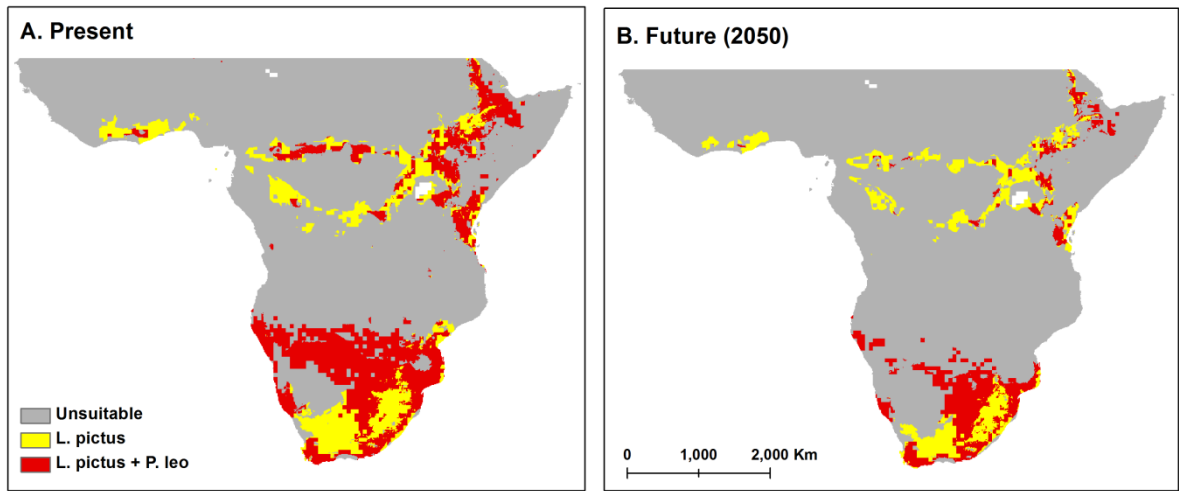 A. Present
Unsuitable
L. pictus
L. pictus + P. leo
B. Future (2050)
0 1,000 2,000 Km